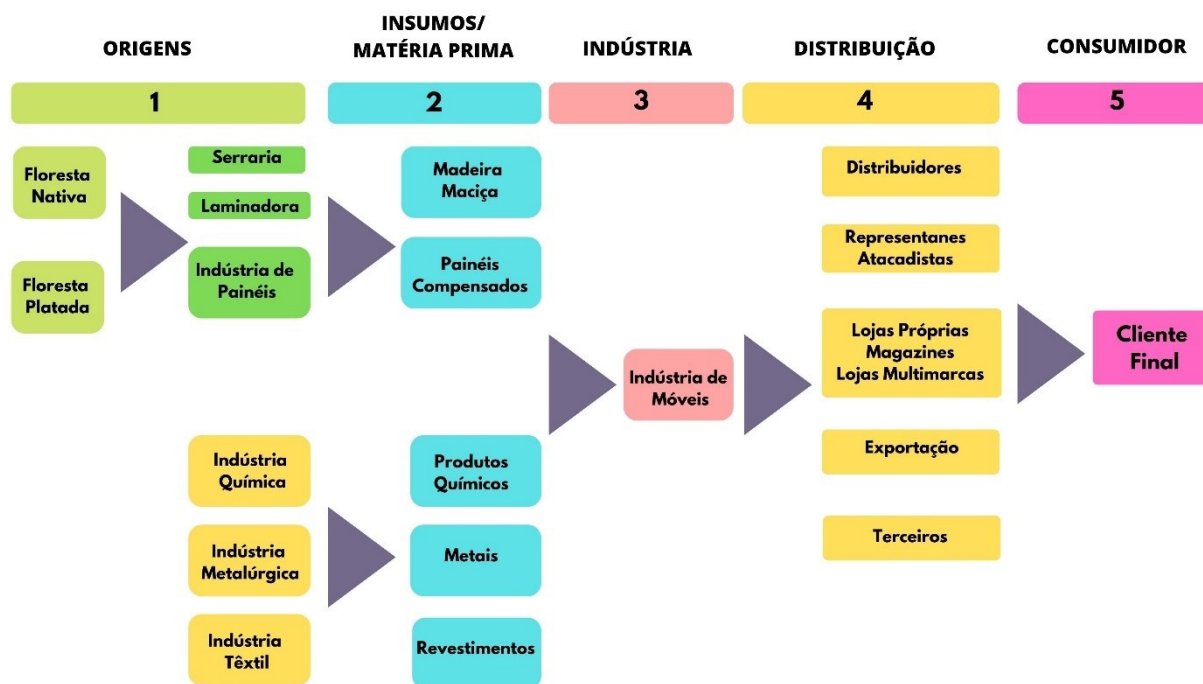 ORIGENS
INSUMOS/
MATÉRIA PRIMA
INDÚSTRIA
DISTRIBUIÇÃO
CONSUMIDOR
1
2
3
4
5
Floresta
Nativa
Floresta
Platada
Serraria
Laminadora
Indústria de
Painéis
Indústria
Química
Indústria
Metalúrgica
Indústria
Têxtil
Madeira
Maciça
Painéis
Compensados
Produtos
Químicos
Metais
Revestimentos
Indústria de
Móveis
Distribuidores
Representanes
Atacadistas
Lojas Próprias
Magazines
Lojas Multimarcas
Exportação
Terceiros
Cliente
Final